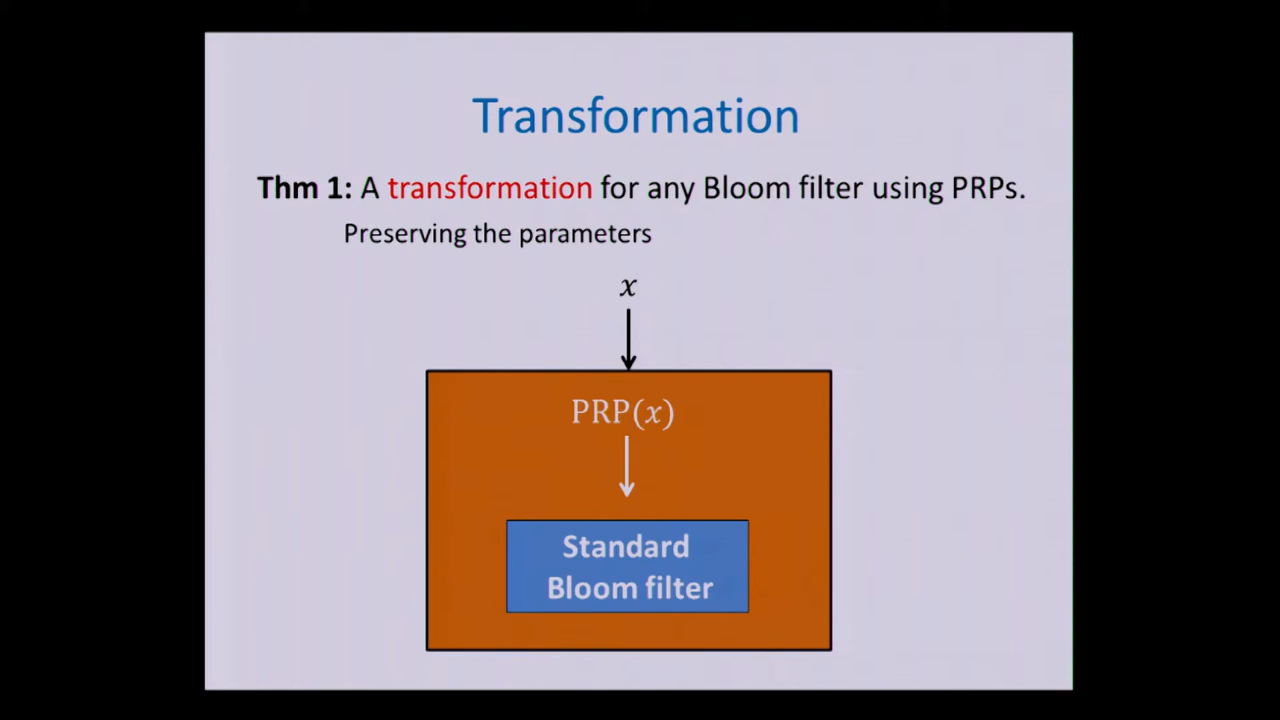 Transformation
Thm 1: A transformation for any Bloom filter using PRPs.
Preserving the parameters
x
PRP(x)
Standard
Bloom filter